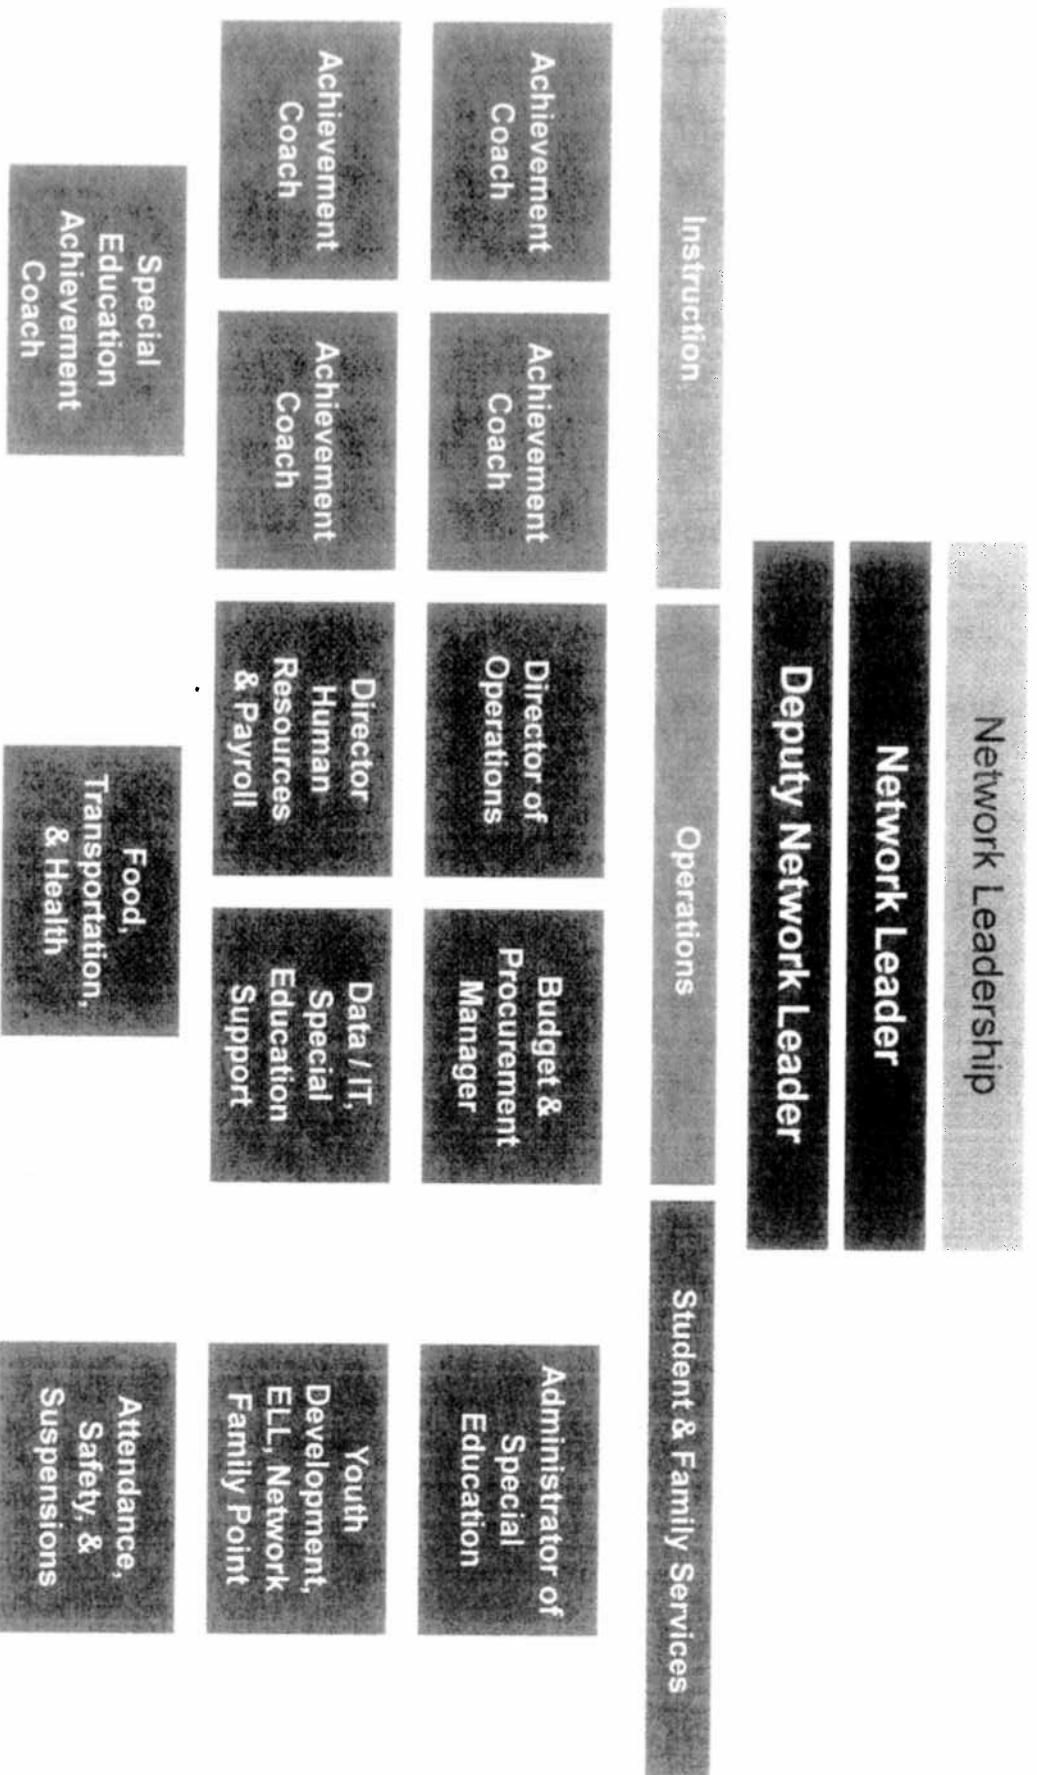 Network Leadership
Network Leader
Deputy Network Leader
Instruction
Operations
Student & Family Services
Achievement
Coach
Achievement
Coach
Director of
Operations
Budget &
Procurement
Manager
Administrator of
Special
Education
Achievement
Coach
Achievement
Coach
Director
Human
Resources
& Payroll
Data / IT,
Special
Education
Support
Youth
Development,
ELL, Network
Family Point
Special
Education
Achievement
Coach
Food,
Transportation,
& Health
Attendance,
Safety, &
Suspensions